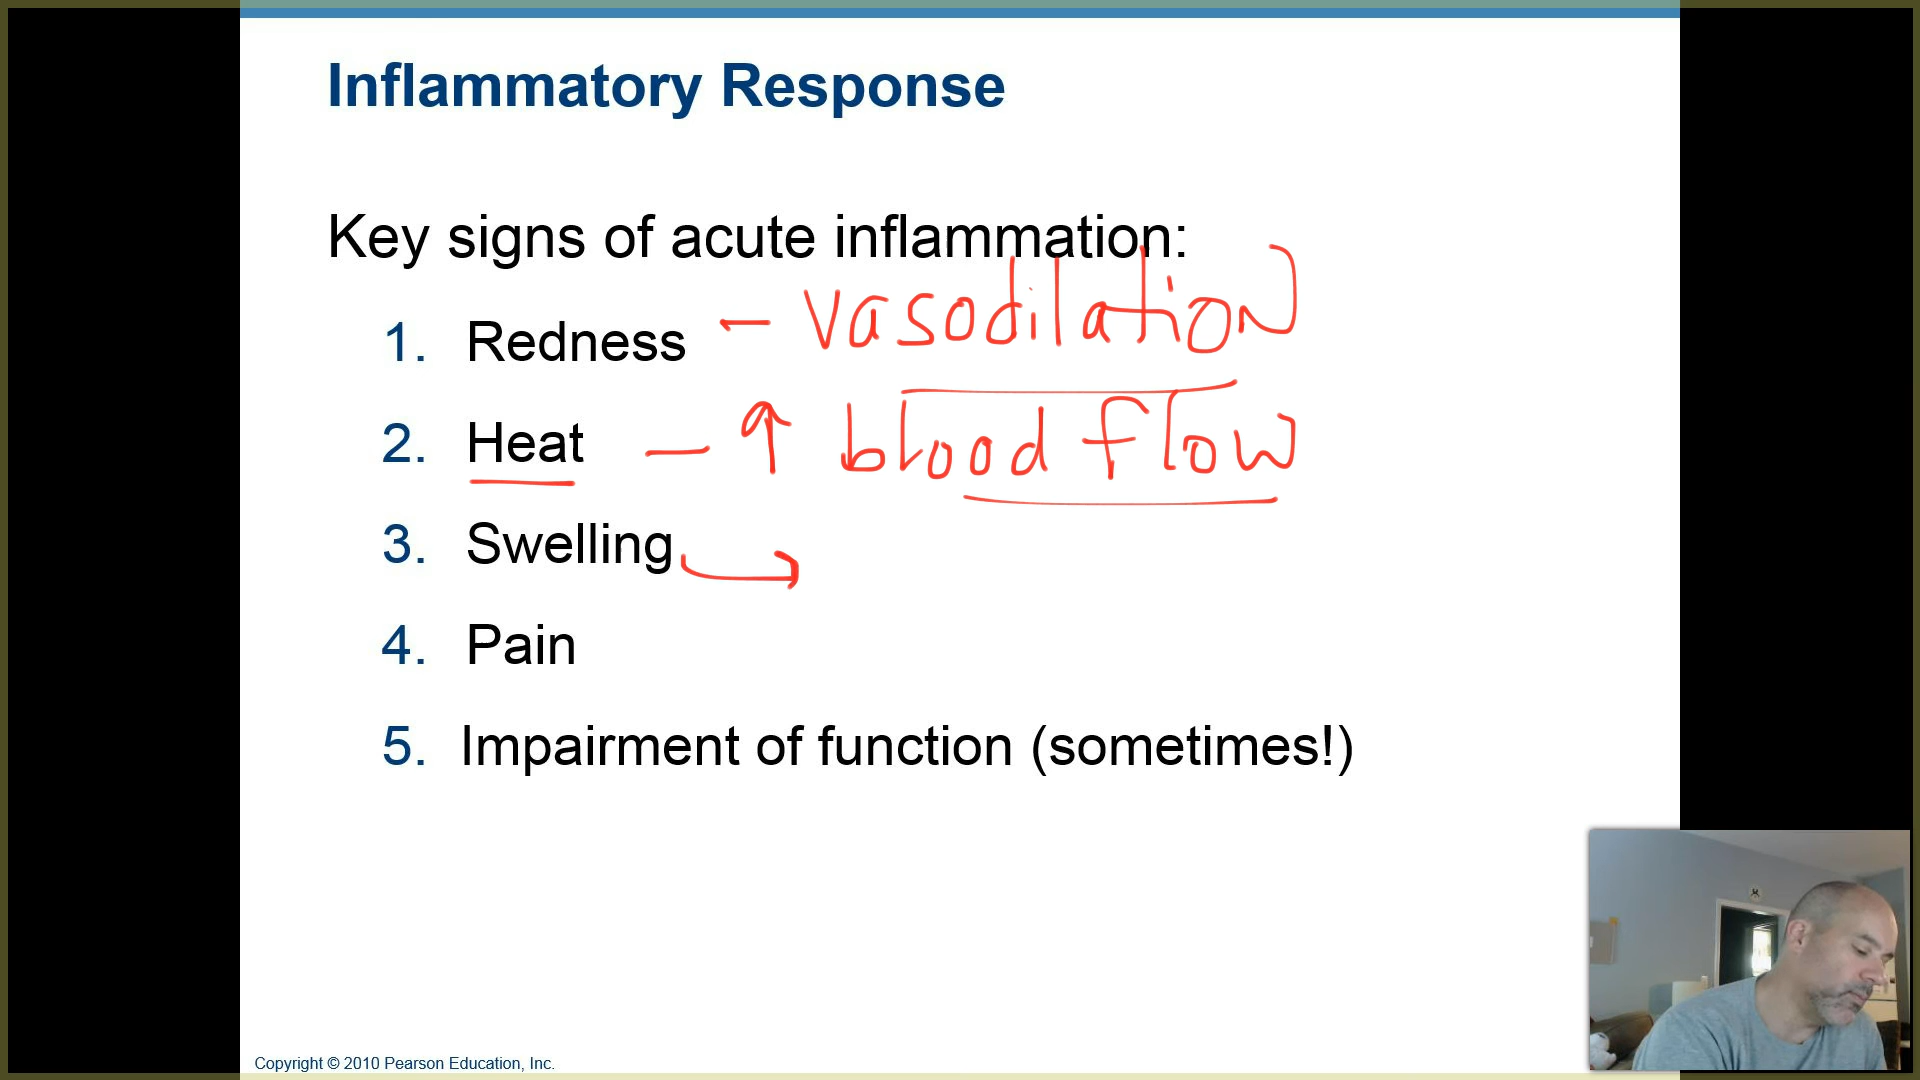 Inflammatory Response
Key signs of acute inflammation:
1. Redness – vasodilation
2. Heat – ↑ blood flow
3. Swelling
4. Pain
5. Impairment of function (sometimes!)
Copyright © 2010 Pearson Education, Inc.